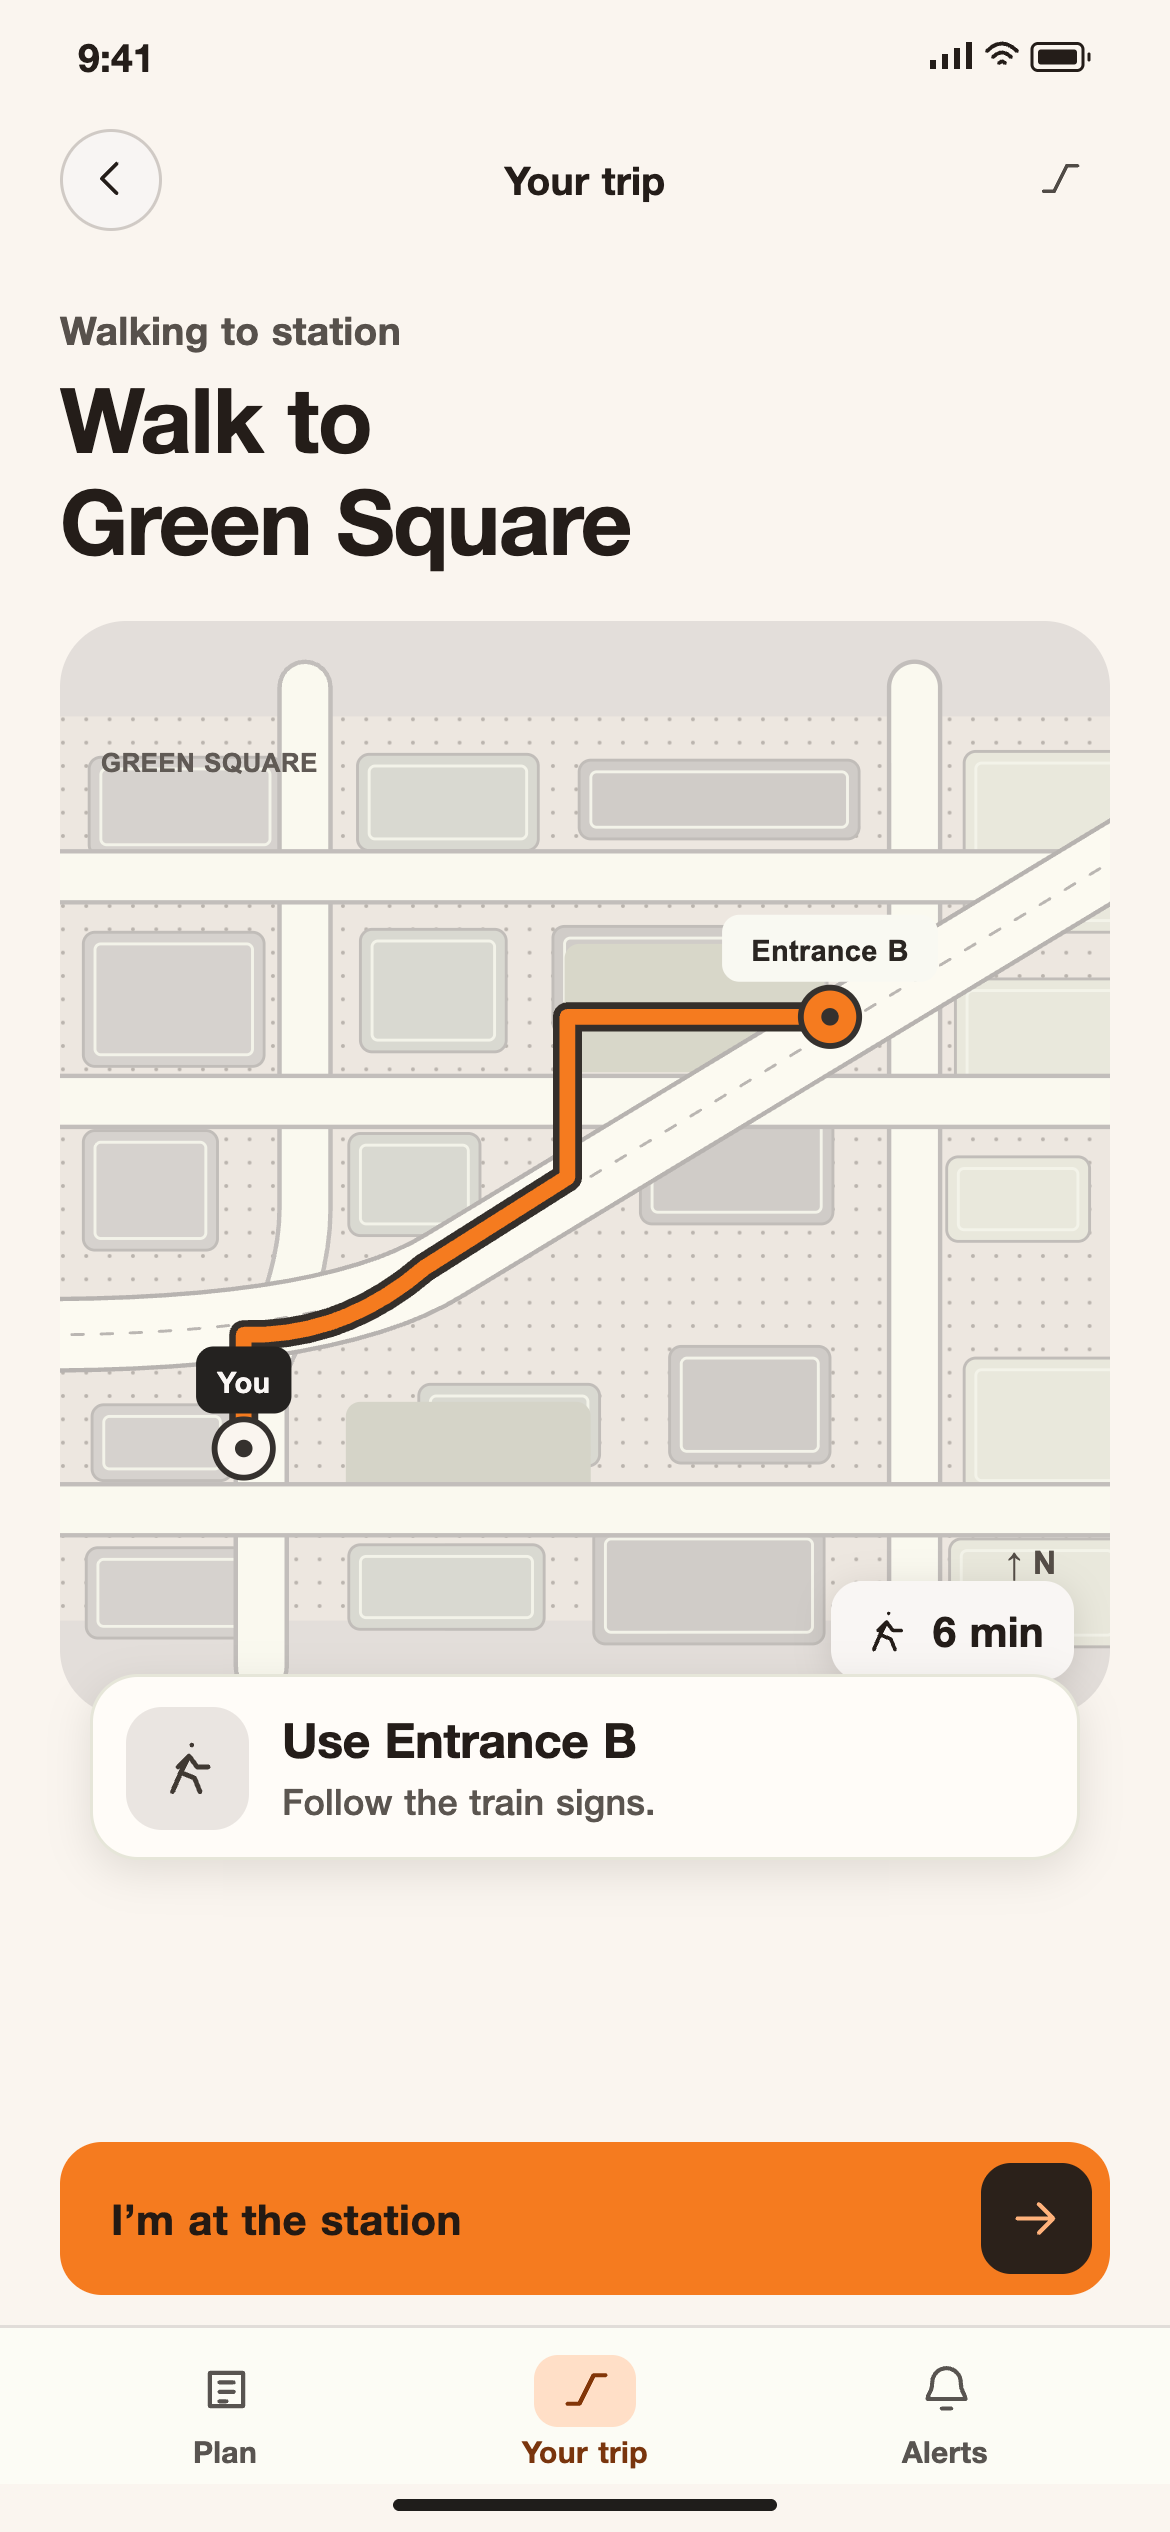 9:41
Your trip
Walking to station
Walk to
Green Square
GREEN SQUARE
Entrance B
You
↑ N
6 min
Use Entrance B
Follow the train signs.
I’m at the station
Plan
Your trip
Alerts